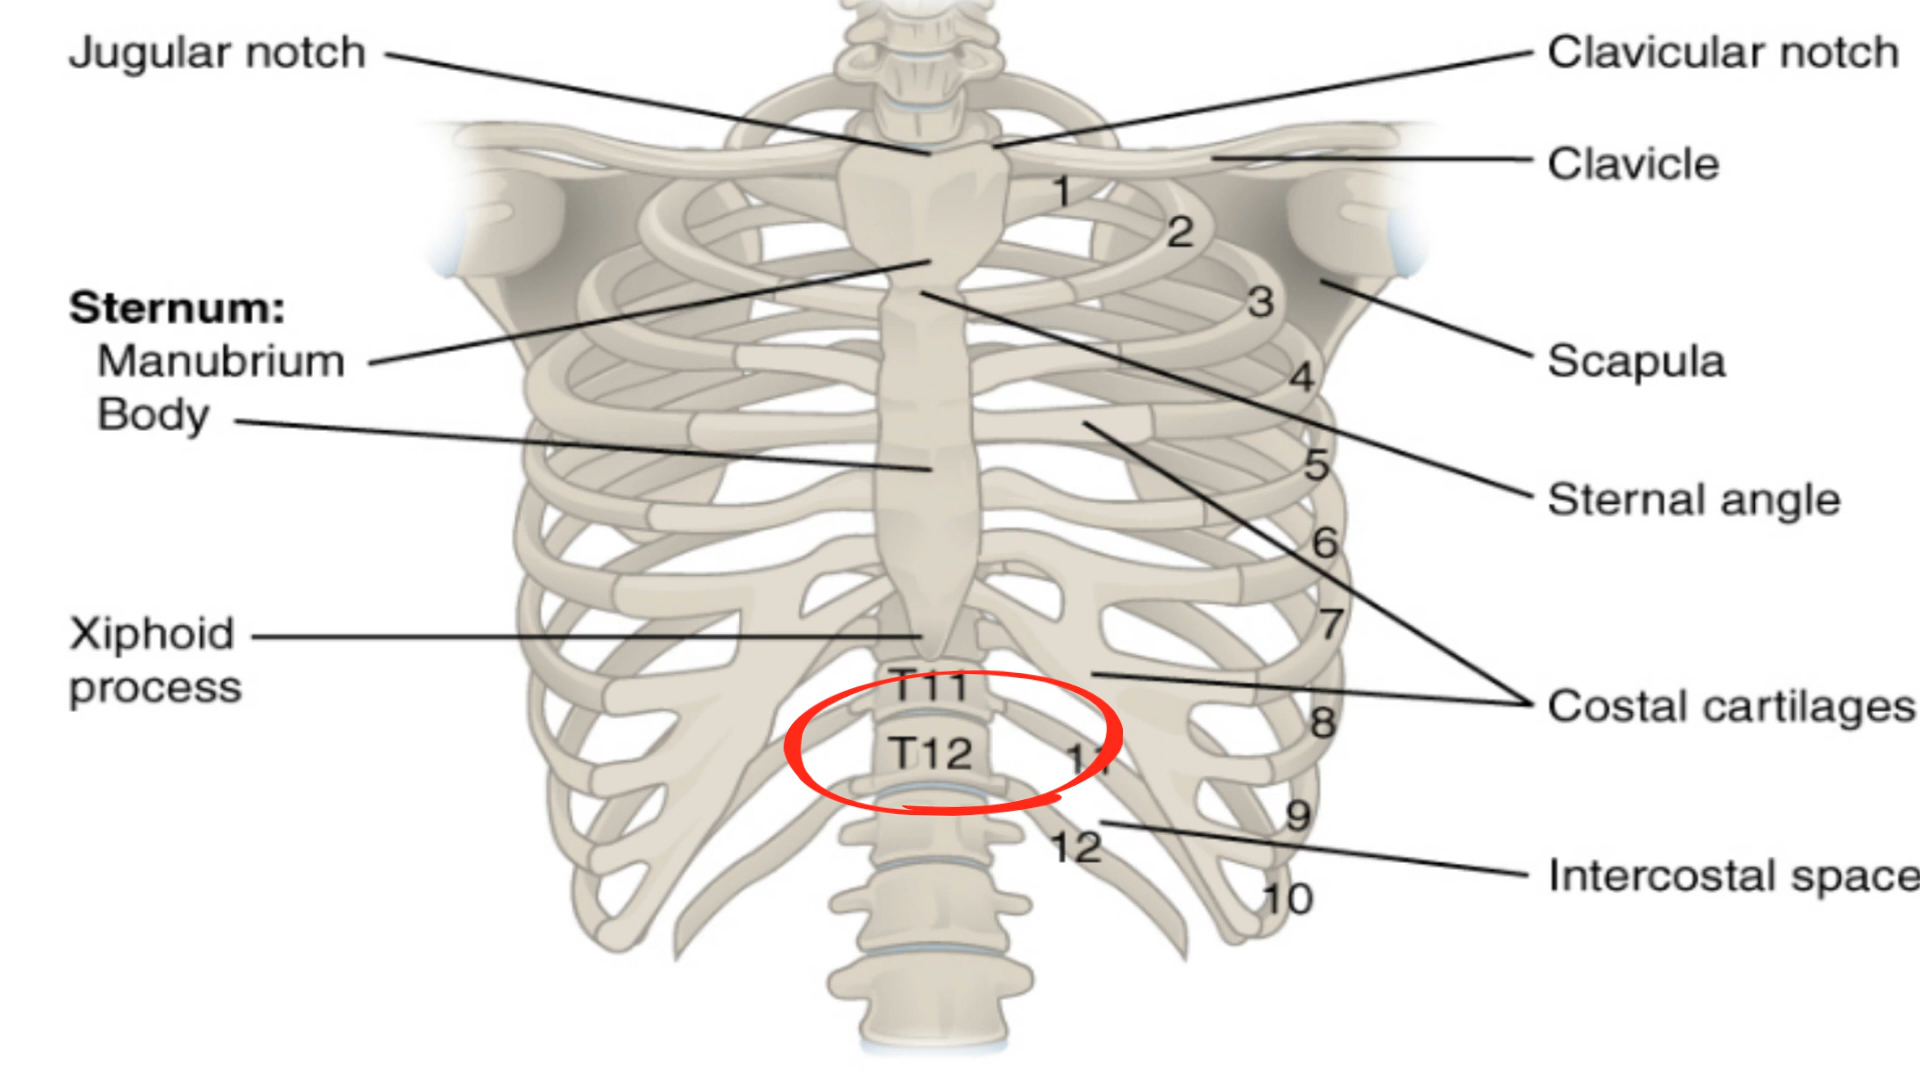 Jugular notch
Clavicular notch
Clavicle
1
2
Sternum:
3
Manubrium
Scapula
4
Body
5
Sternal angle
6
7
Xiphoid
process
T11
Costal cartilages
8
T12
11
9
12
Intercostal space
10